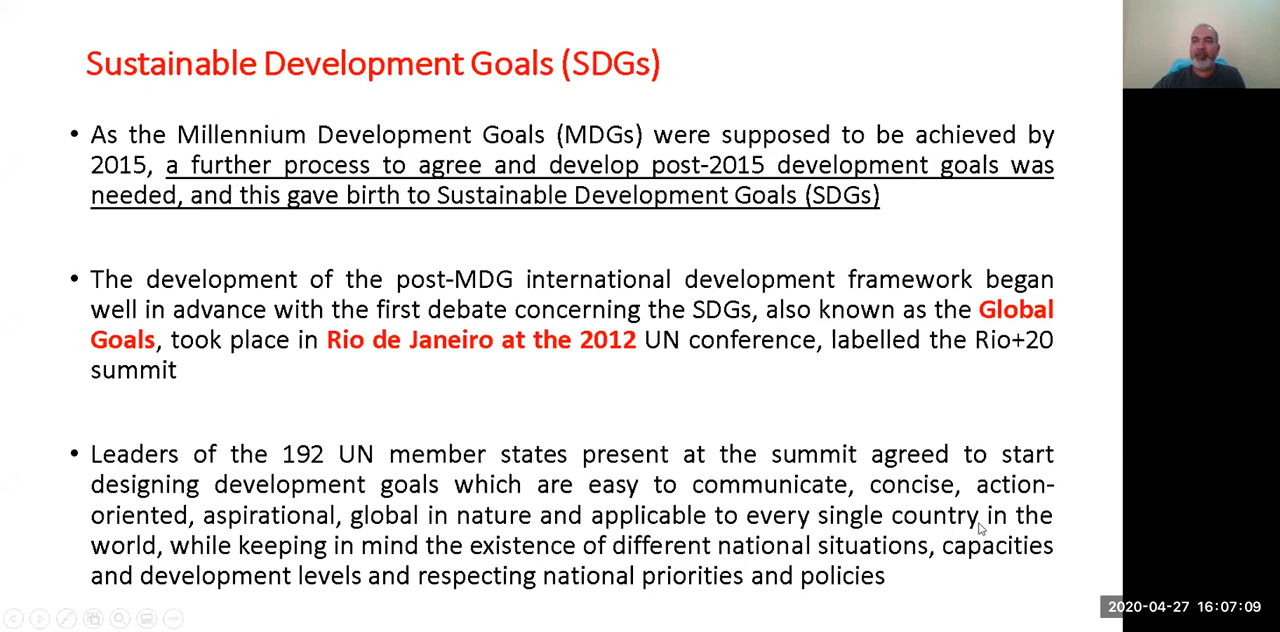 Sustainable Development Goals (SDGs)
• As the Millennium Development Goals (MDGs) were supposed to be achieved by
2015, a further process to agree and develop post-2015 development goals was
needed, and this gave birth to Sustainable Development Goals (SDGs)
• The development of the post-MDG international development framework began
well in advance with the first debate concerning the SDGs, also known as the Global
Goals, took place in Rio de Janeiro at the 2012 UN conference, labelled the Rio+20
summit
• Leaders of the 192 UN member states present at the summit agreed to start
designing development goals which are easy to communicate, concise, action-
oriented, aspirational, global in nature and applicable to every single country in the
world, while keeping in mind the existence of different national situations, capacities
and development levels and respecting national priorities and policies
2020-04-27 16:07:09